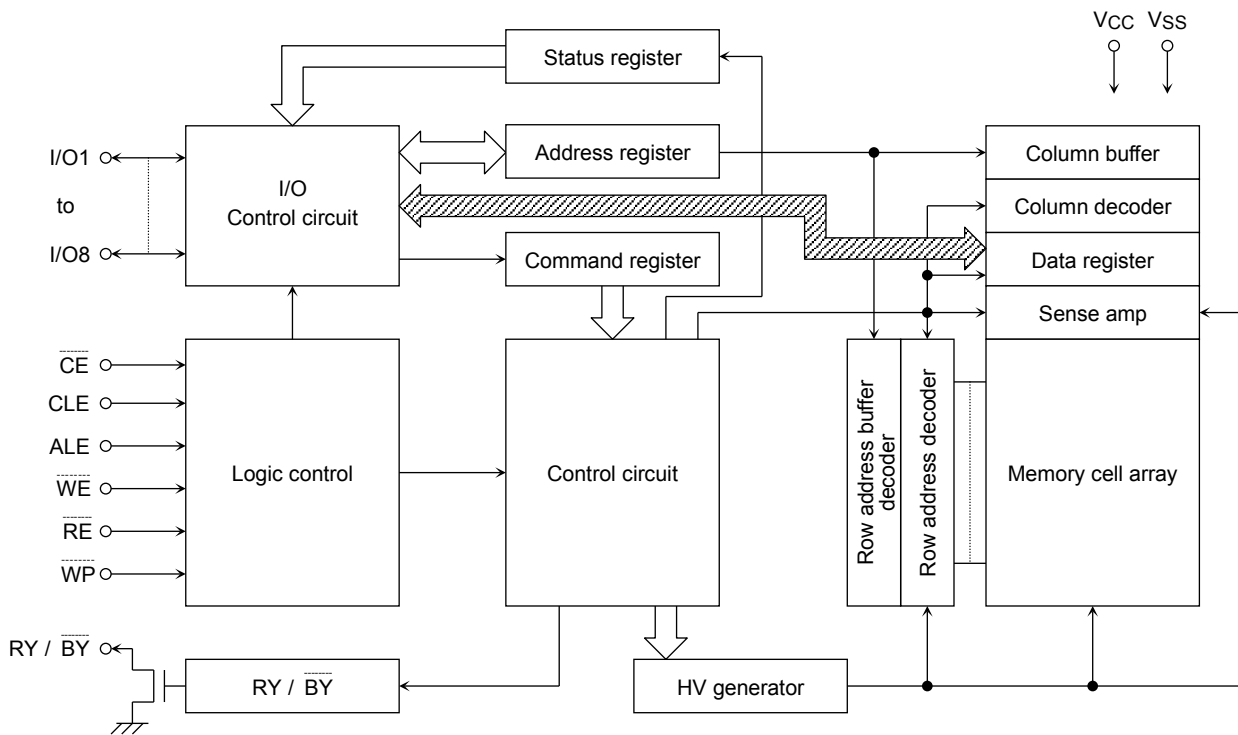 VCC VSS
Status register
I/O1
to
I/O8
I/O
Control circuit
Address register
Command register
Column buffer
Column decoder
Data register
Sense amp
CE
CLE
ALE
WE
RE
WP
Logic control
Control circuit
Row address buffer
decoder
Row address decoder
Memory cell array
RY / BY
RY / BY
HV generator